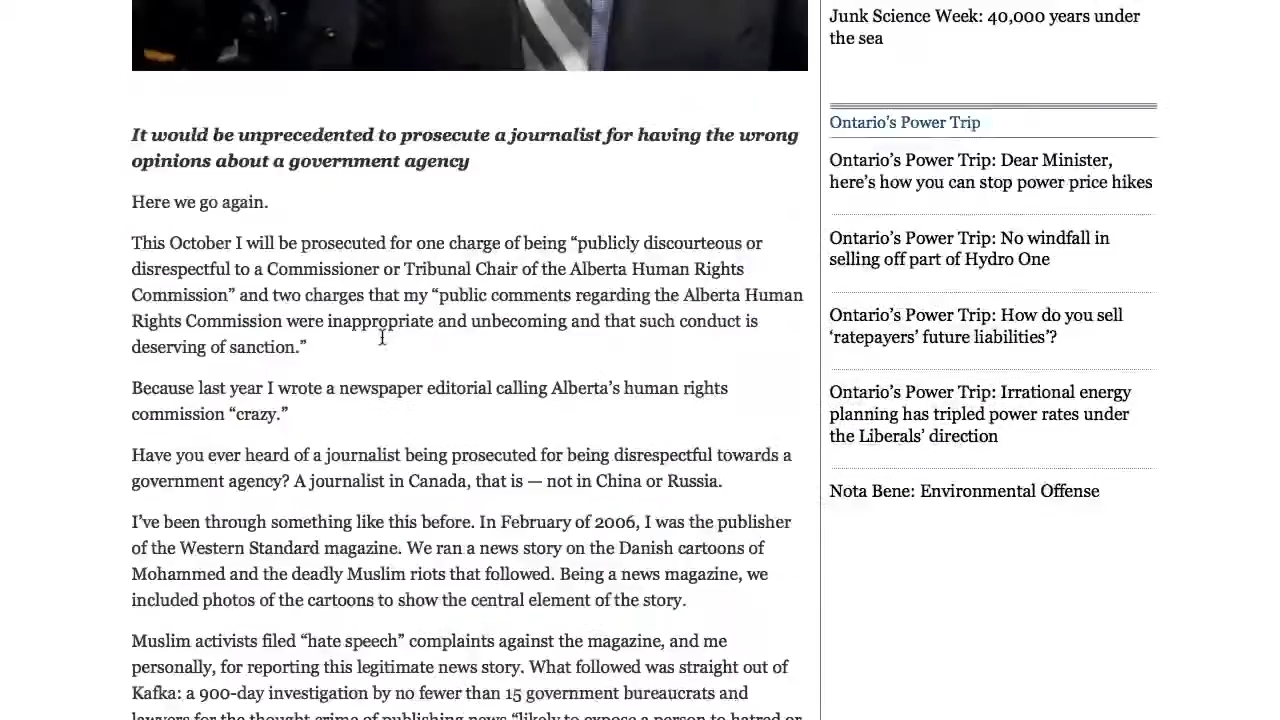 It would be unprecedented to prosecute a journalist for having the wrong
opinions about a government agency
Here we go again.
This October I will be prosecuted for one charge of being “publicly discourteous or
disrespectful to a Commissioner or Tribunal Chair of the Alberta Human Rights
Commission” and two charges that my “public comments regarding the Alberta Human
Rights Commission were inappropriate and unbecoming and that such conduct is
deserving of sanction.”
Because last year I wrote a newspaper editorial calling Alberta’s human rights
commission “crazy.”
Have you ever heard of a journalist being prosecuted for being disrespectful towards a
government agency? A journalist in Canada, that is — not in China or Russia.
I’ve been through something like this before. In February of 2006, I was the publisher
of the Western Standard magazine. We ran a news story on the Danish cartoons of
Mohammed and the deadly Muslim riots that followed. Being a news magazine, we
included photos of the cartoons to show the central element of the story.
Muslim activists filed “hate speech” complaints against the magazine, and me
personally, for reporting this legitimate news story. What followed was straight out of
Kafka: a 900-day investigation by no fewer than 15 government bureaucrats and
lawyers for the thought crime of publishing news “likely to expose a person to hatred or
Junk Science Week: 40,000 years under
the sea
Ontario’s Power Trip
Ontario’s Power Trip: Dear Minister,
here’s how you can stop power price hikes
Ontario’s Power Trip: No windfall in
selling off part of Hydro One
Ontario’s Power Trip: How do you sell
‘ratepayers’ future liabilities’?
Ontario’s Power Trip: Irrational energy
planning has tripled power rates under
the Liberals’ direction
Nota Bene: Environmental Offense